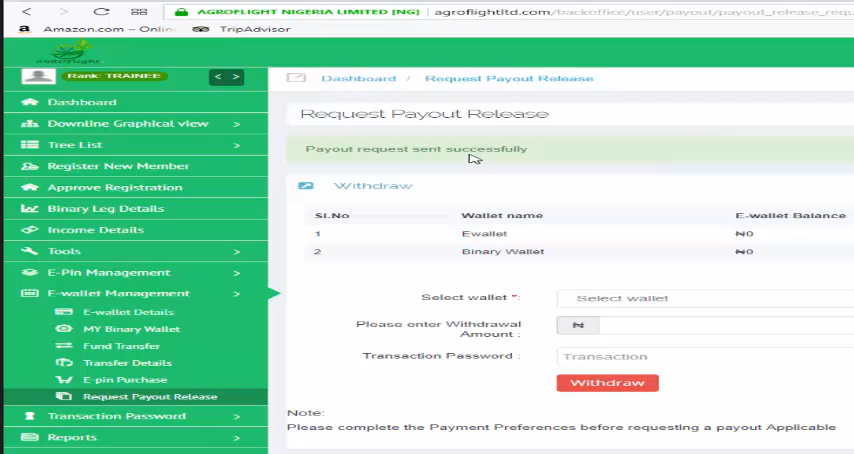 AGROFLIGHT NIGERIA LIMITED [NG] agroflightltd.com/backoffice/user/payout/payout_release_requ
Amazon.com – Onlin TripAdvisor
agroflight
Rank: TRAINEE < >
Dashboard / Request Payout Release
Dashboard
Request Payout Release
Downline Graphical view >
Tree List >
Payout request sent successfully
Register New Member
Approve Registration
Withdraw
Binary Leg Details
Sl.No Wallet name E-wallet Balance
Income Details
1 Ewallet ₦0
Tools >
2 Binary Wallet ₦0
E-Pin Management >
E-wallet Management >
Select wallet *: Select wallet
E-wallet Details
MY Binary Wallet
Please enter Withdrawal
Amount : ₦
Fund Transfer
Transfer Details
Transaction Password : Transaction
E-pin Purchase
Withdraw
Request Payout Release
Transaction Password >
Note:
Please complete the Payment Preferences before requesting a payout Applicable
Reports >